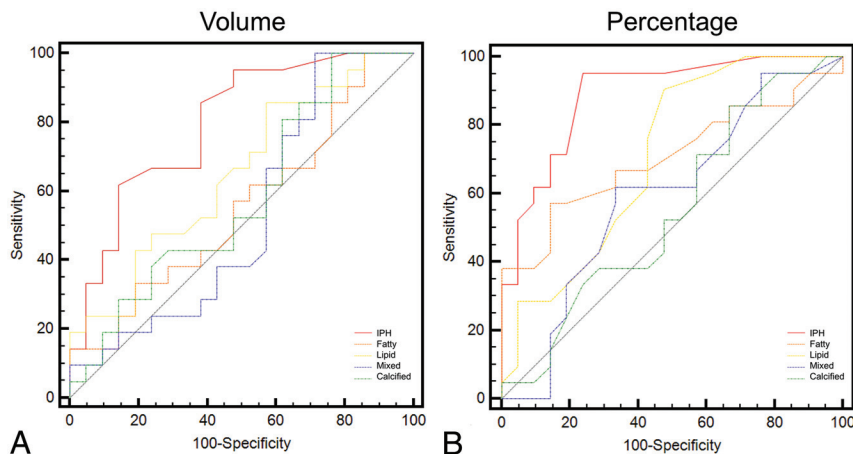 Volume
Percentage
100
80
60
40
20
0
Sensitivity
0 20 40 60 80 100
100-Specificity
IPH
Fatty
Lipid
Mixed
Calcified
A
100
80
60
40
20
0
Sensitivity
0 20 40 60 80 100
100-Specificity
IPH
Fatty
Lipid
Mixed
Calcified
B